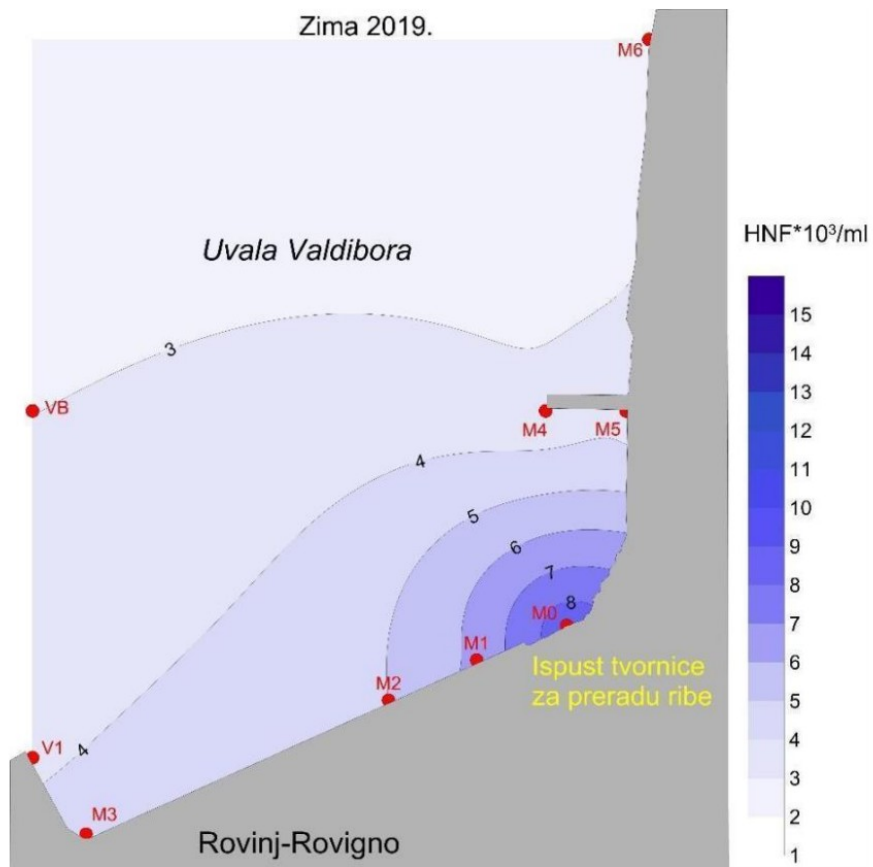 Zima 2019.
M6
Uvala Valdibora
HNF*10³/ml
3
VB
M4
M5
4
5
6
7
8
M0
M1
M2
Ispust tvornice
za preradu ribe
V1
4
M3
Rovinj-Rovigno
15
14
13
12
11
10
9
8
7
6
5
4
3
2
1